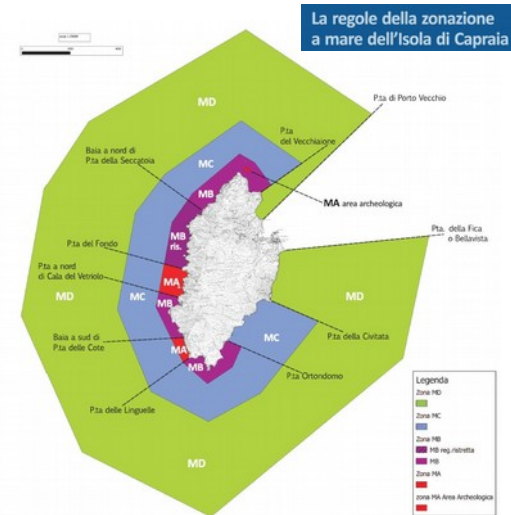 La regole della zonazione
a mare dell'Isola di Capraia
MD
P.ta di Porto Vecchio
P.ta
del Vecchiaione
Baia a nord di
P.ta della Seccatoia
MC
MB
MA area archeologica
MB
ris.
P.ta del Fondo
Pta. della Fica
o Bellavista
MA
P.ta a nord
di Cala del Vetriolo
MD
MC
MB
MD
Baia a sud di
P.ta delle Cote
MA
MC
P.ta della Civitata
MB
P.ta Ortondomo
P.ta delle Linguelle
MD
Legenda
Zona MD
Zona MC
Zona MB
MB reg.ristretta
MB
Zona MA
zona MA Area Archeologica